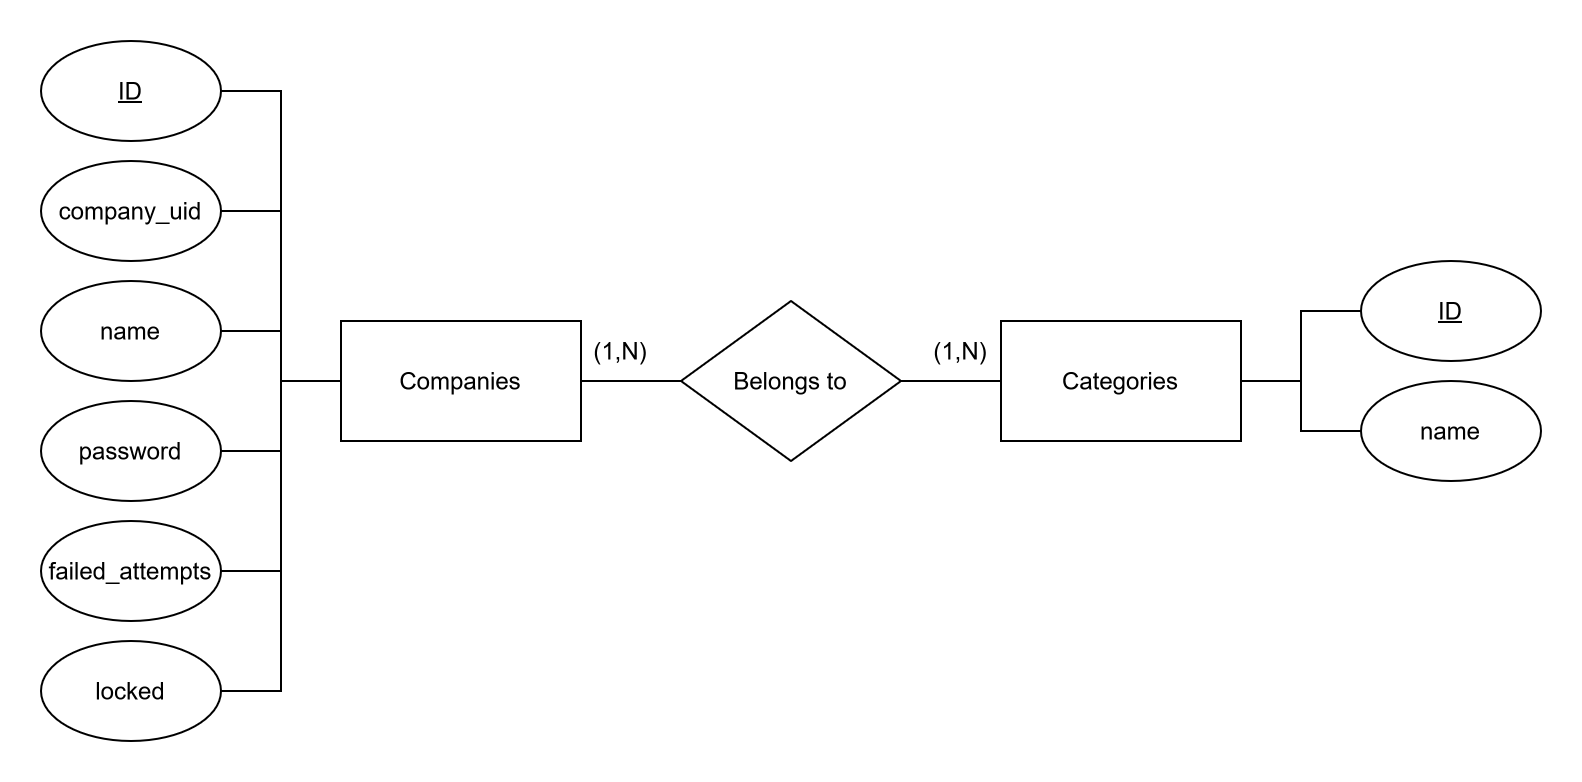 ID
company_uid
name
password
failed_attempts
locked
Companies
(1,N)
Belongs to
(1,N)
Categories
ID
name